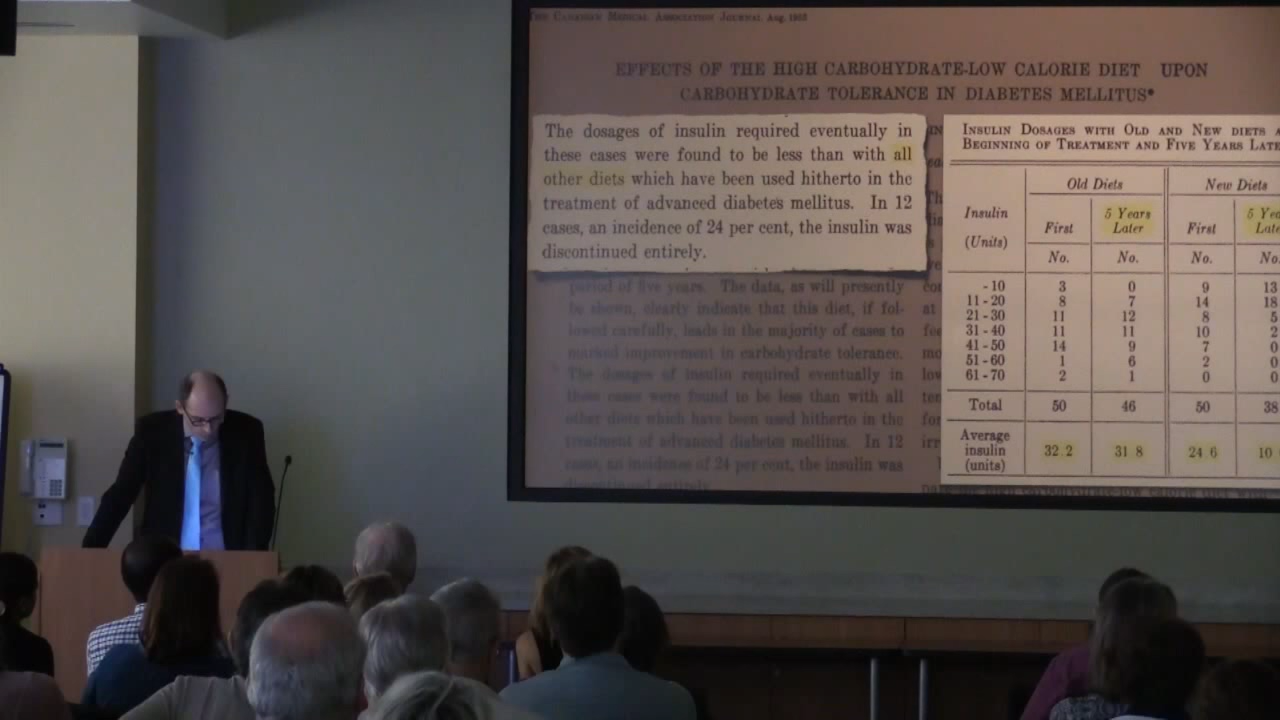 THE CANADIAN MEDICAL ASSOCIATION JOURNAL Aug.
EFFECTS OF THE HIGH CARBOHYDRATE-LOW CALORIE DIET UPON
CARBOHYDRATE TOLERANCE IN DIABETES MELLITUS*
The dosages of insulin required eventually in
these cases were found to be less than with all
other diets which have been used hitherto in the
treatment of advanced diabetes mellitus. In 12
cases, an incidence of 24 per cent, the insulin was
discontinued entirely.
period of five years. The data, as will presently
be shown, clearly indicate that this diet, if fol-
lowed carefully, leads in the majority of cases to
marked improvement in carbohydrate tolerance.
The dosages of insulin required eventually in
these cases were found to be less than with all
other diets which have been used hitherto in the
treatment of advanced diabetes mellitus. In 12
cases, an incidence of 24 per cent, the insulin was
discontinued entirely
INSULIN DOSAGES WITH OLD AND NEW DIETS A
BEGINNING OF TREATMENT AND FIVE YEARS LATE
Old Diets New Diets
Insulin (Units) First 5 Years Later First 5 Yea Late
No. No. No. No.
-10 3 0 9 13
11-20 8 7 14 18
21-30 11 12 8 5
31-40 11 11 10 2
41-50 14 9 7 0
51-60 1 6 2 0
61-70 2 1 0 0
Total 50 46 50 38
Average insulin (units) 32.2 31.8 24.6 10